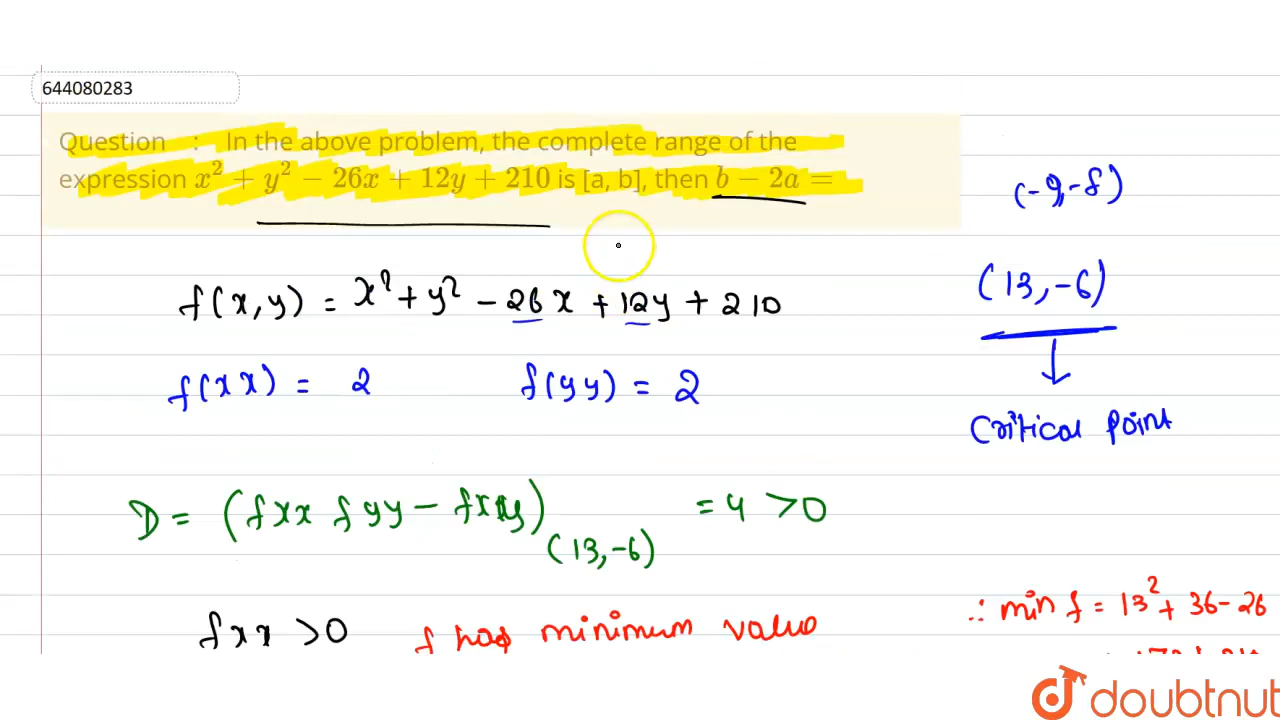 644080283
Question : In the above problem, the complete range of the
expression x² + y² − 26x + 12y + 210 is [a, b], then b − 2a =
(-9,-8)
f(x,y) = x² + y² - 26x + 12y + 210
(13,-6)
f(xx) = 2 f(yy) = 2
Critical point
D = (fxx fyy - fxy)(13,-6) = 4 > 0
∴ min f = 13² + 36 - 26
fxx > 0 f has minimum value
doubtnut